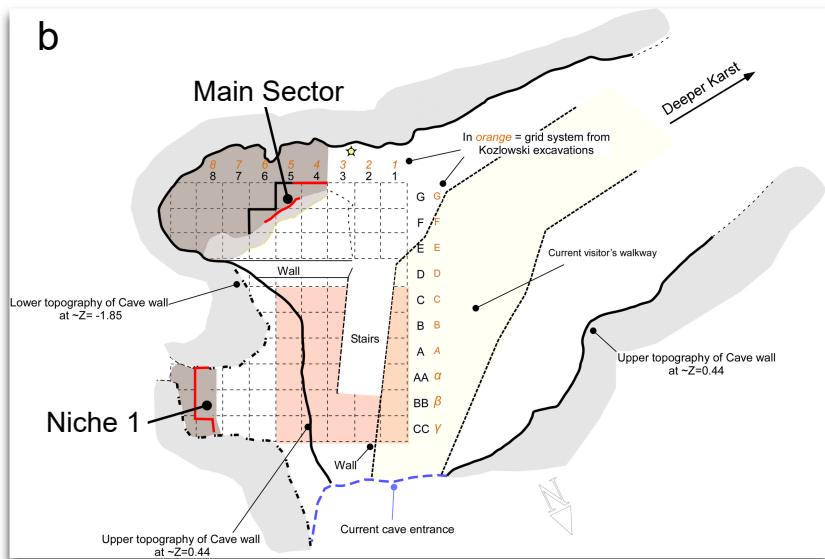 b
Main Sector
Deeper Karst
In orange = grid system from
Kozlowski excavations
8 7 6 5 4 3 2 1
8 7 6 5 4 3 2 1
G G
F F
E E
D D
C C
B B
A A
AA α
BB β
CC γ
Wall
Current visitor's walkway
Lower topography of Cave wall
at ~Z= -1.85
Stairs
Upper topography of Cave wall
at ~Z=0.44
Niche 1
Wall
Current cave entrance
Upper topography of Cave wall
at ~Z=0.44
N